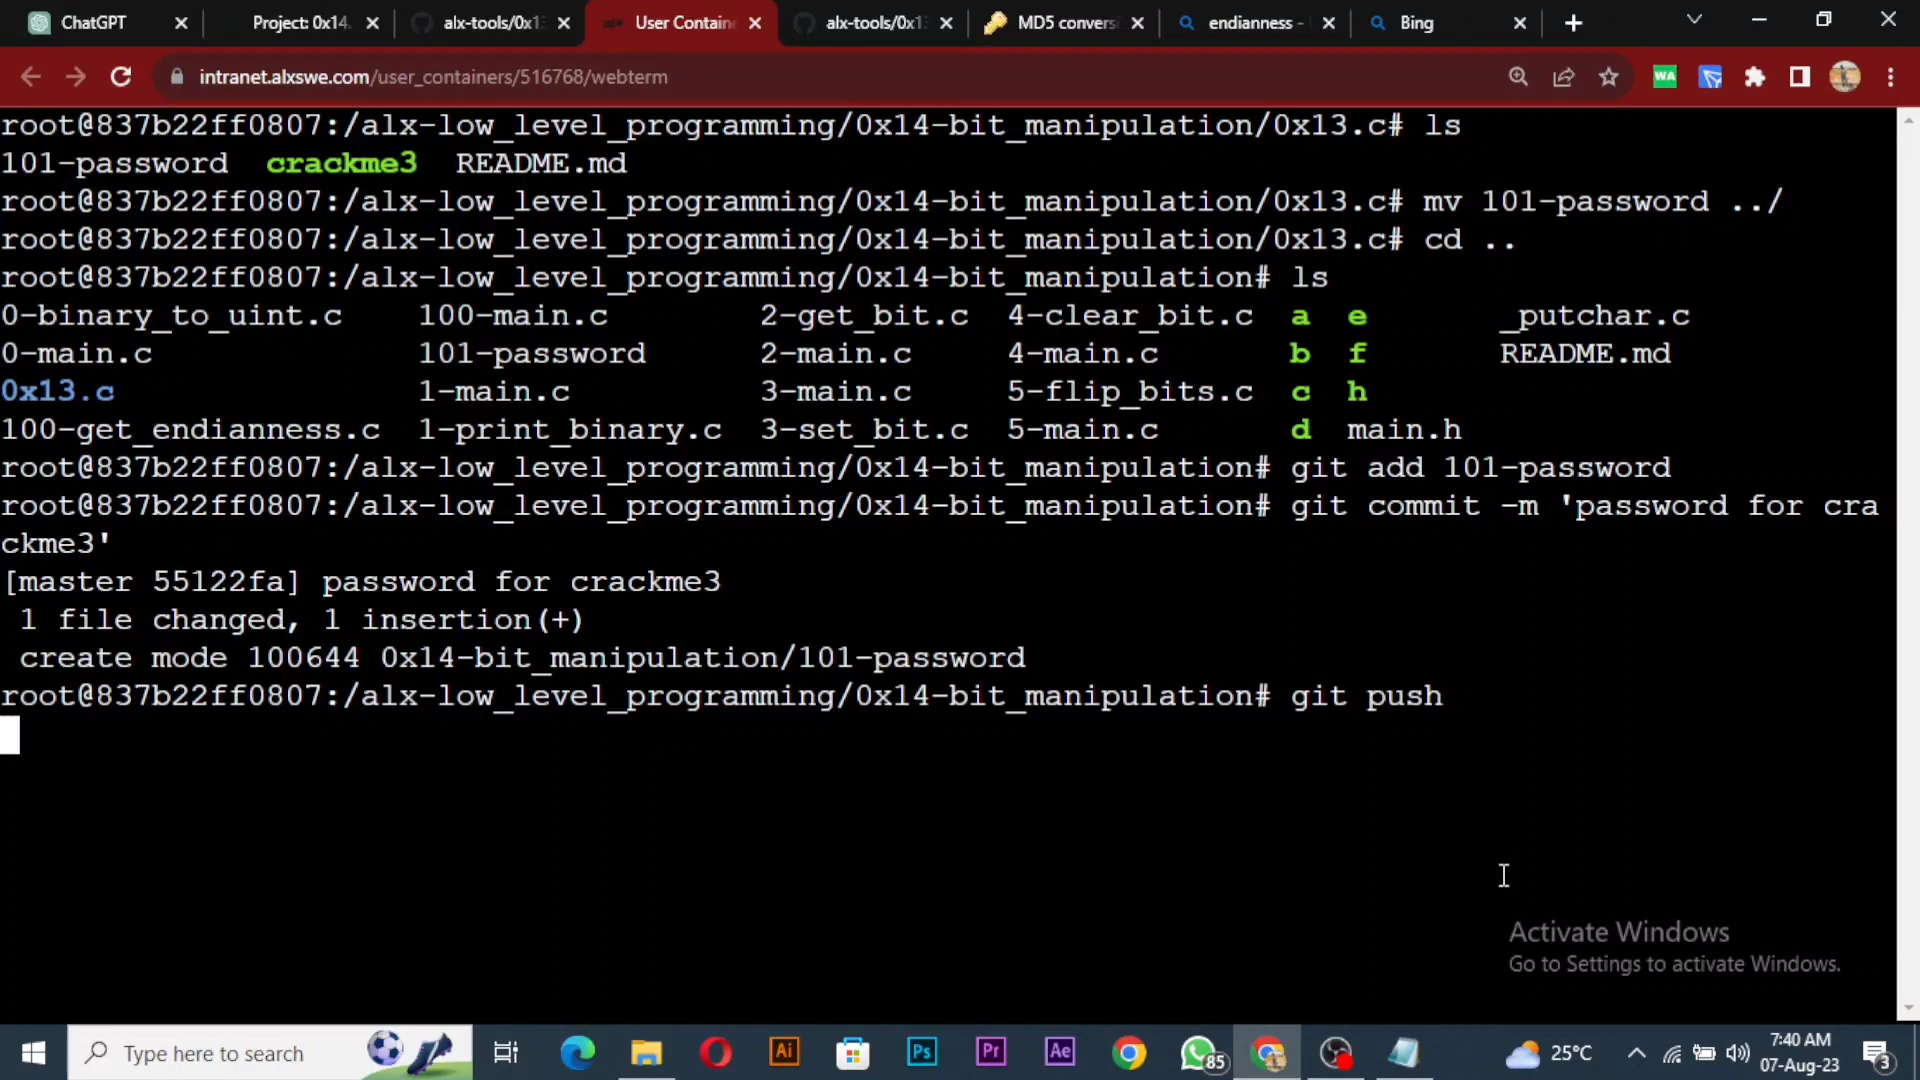 ChatGPT
Project: 0x14.
alx-tools/0x1
User Contain
alx-tools/0x1
MD5 convers
endianness -
Bing
intranet.alxswe.com/user_containers/516768/webterm
WA
root@837b22ff0807:/alx-low_level_programming/0x14-bit_manipulation/0x13.c# ls
101-password crackme3 README.md
root@837b22ff0807:/alx-low_level_programming/0x14-bit_manipulation/0x13.c# mv 101-password ../
root@837b22ff0807:/alx-low_level_programming/0x14-bit_manipulation/0x13.c# cd ..
root@837b22ff0807:/alx-low_level_programming/0x14-bit_manipulation# ls
0-binary_to_uint.c 100-main.c 2-get_bit.c 4-clear_bit.c a e _putchar.c
0-main.c 101-password 2-main.c 4-main.c b f README.md
0x13.c 1-main.c 3-main.c 5-flip_bits.c c h
100-get_endianness.c 1-print_binary.c 3-set_bit.c 5-main.c d main.h
root@837b22ff0807:/alx-low_level_programming/0x14-bit_manipulation# git add 101-password
root@837b22ff0807:/alx-low_level_programming/0x14-bit_manipulation# git commit -m 'password for cra
ckme3'
[master 55122fa] password for crackme3
1 file changed, 1 insertion(+)
create mode 100644 0x14-bit_manipulation/101-password
root@837b22ff0807:/alx-low_level_programming/0x14-bit_manipulation# git push
Activate Windows
Go to Settings to activate Windows.
Type here to search
Ai
Ps
Pr
Ae
85
25°C
7:40 AM
07-Aug-23
3